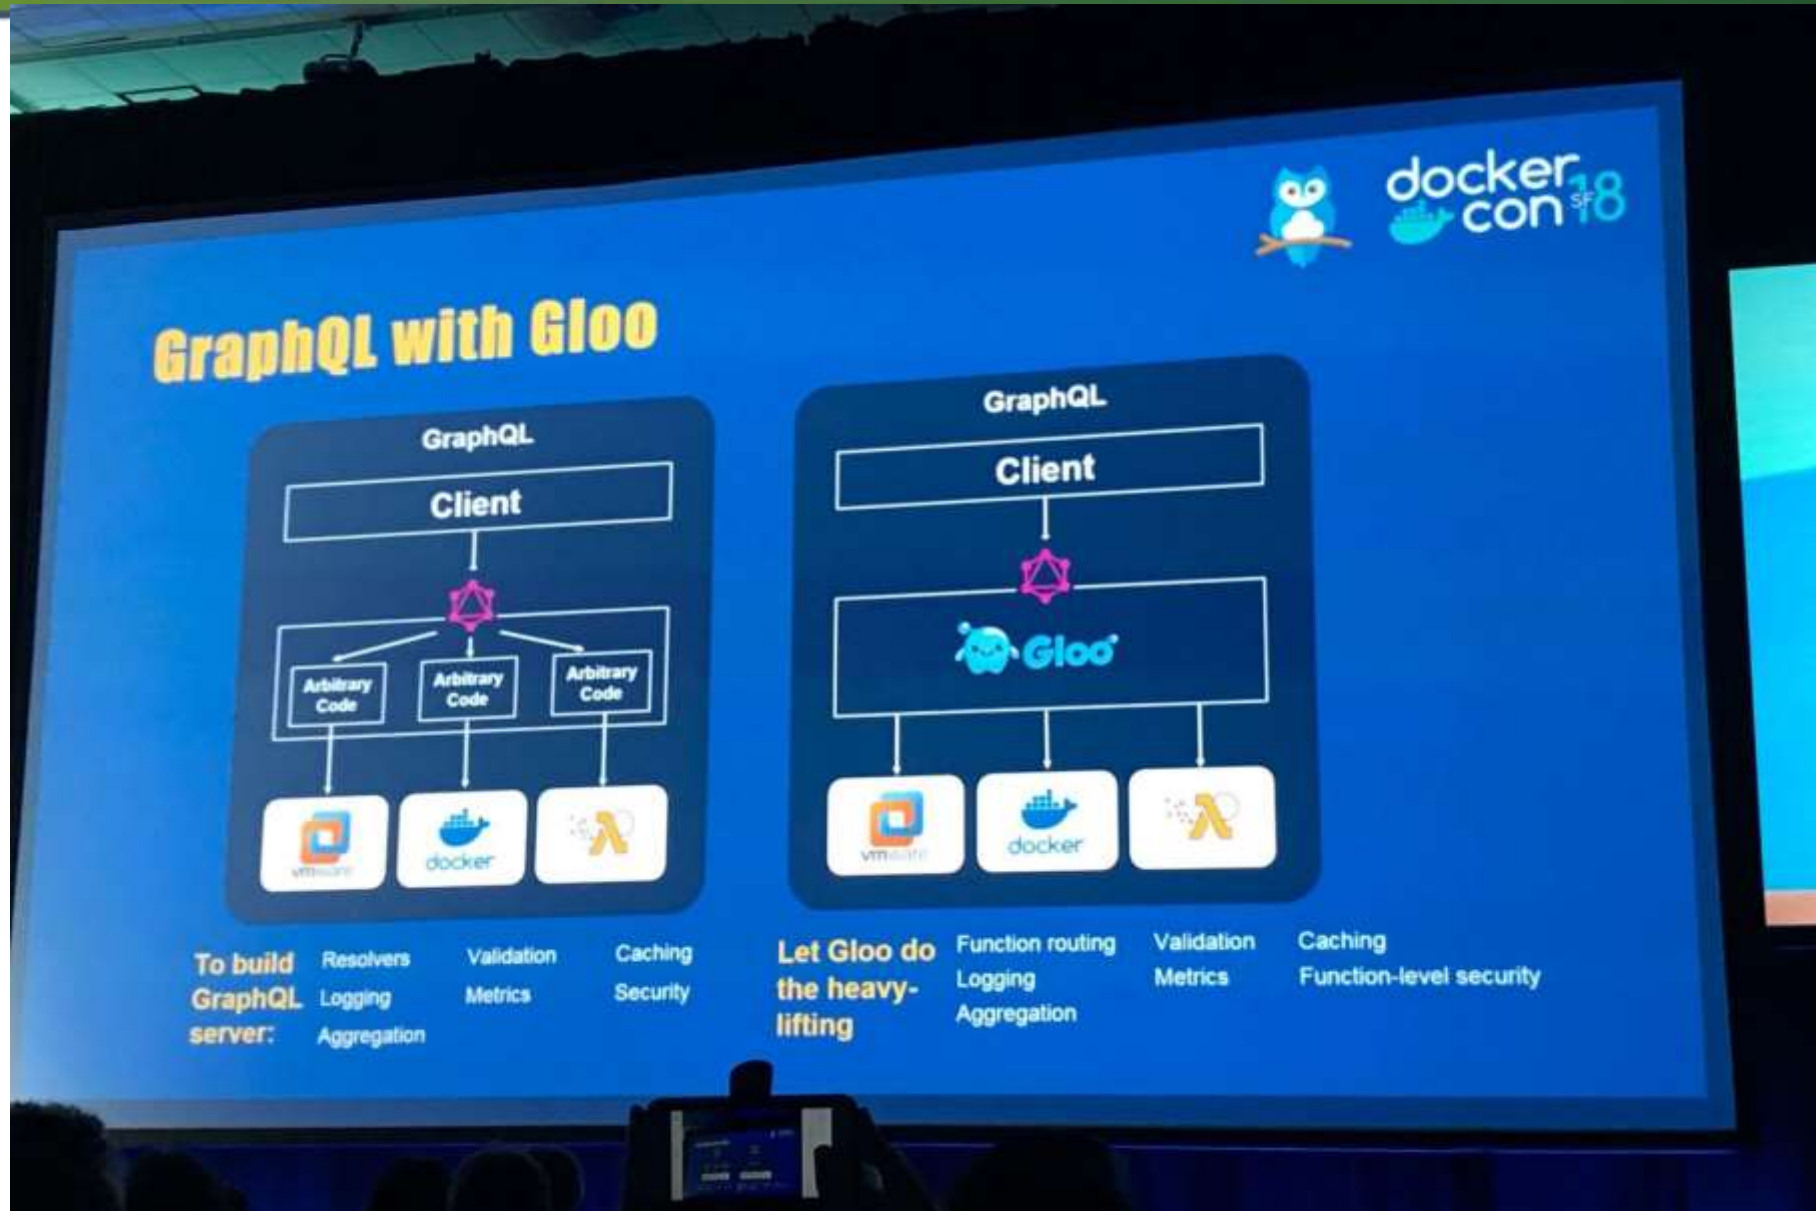 docker
con 18
SF
GraphQL with Gloo
GraphQL
Client
Arbitrary
Code
Arbitrary
Code
Arbitrary
Code
vmware
docker
To build
GraphQL
server:
Resolvers
Validation
Caching
Logging
Metrics
Security
Aggregation
GraphQL
Client
Gloo
vmware
docker
Let Gloo do
the heavy-
lifting
Function routing
Validation
Caching
Logging
Metrics
Function-level security
Aggregation